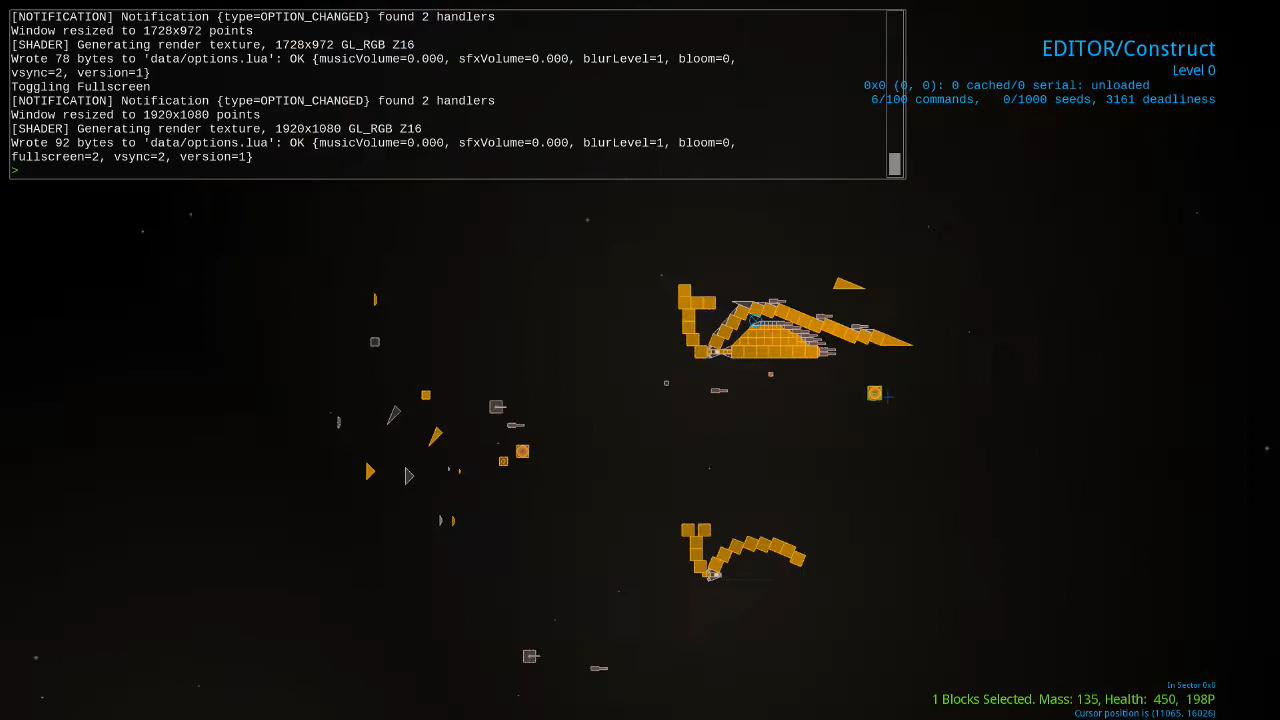 [NOTIFICATION] Notification {type=OPTION_CHANGED} found 2 handlers
Window resized to 1728x972 points
[SHADER] Generating render texture, 1728x972 GL_RGB Z16
Wrote 78 bytes to 'data/options.lua': OK {musicVolume=0.000, sfxVolume=0.000, blurLevel=1, bloom=0,
vsync=2, version=1}
Toggling Fullscreen
[NOTIFICATION] Notification {type=OPTION_CHANGED} found 2 handlers
Window resized to 1920x1080 points
[SHADER] Generating render texture, 1920x1080 GL_RGB Z16
Wrote 92 bytes to 'data/options.lua': OK {musicVolume=0.000, sfxVolume=0.000, blurLevel=1, bloom=0,
fullscreen=2, vsync=2, version=1}
>
EDITOR/Construct
Level 0
0x0 (0, 0): 0 cached/0 serial: unloaded
6/100 commands, 0/1000 seeds, 3161 deadliness
In Sector 0x0
1 Blocks Selected. Mass: 135, Health: 450, 198P
Cursor position is (11065, 16026)